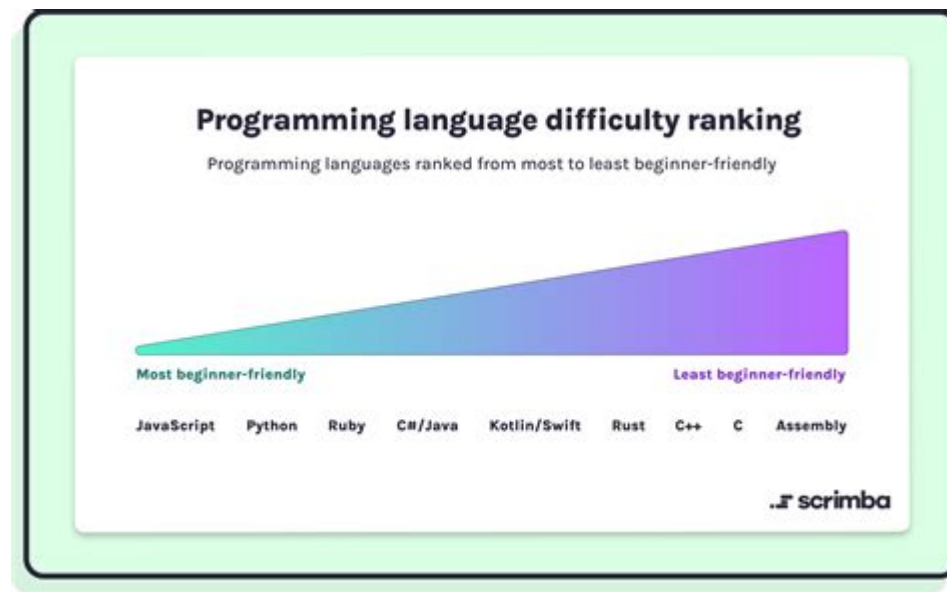 Programming language difficulty ranking
Programming languages ranked from most to least beginner-friendly
Most beginner-friendly
Least beginner-friendly
JavaScript Python Ruby C#/Java Kotlin/Swift Rust C++ C Assembly
scrimba